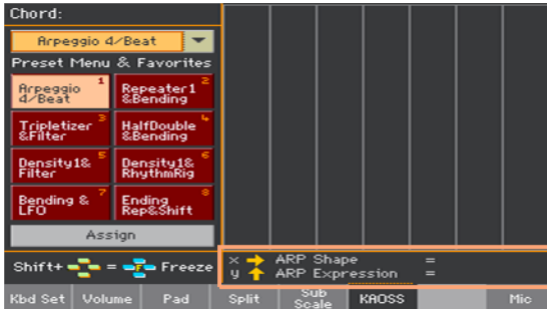 Chord:
Arpeggio 4/Beat
Preset Menu & Favorites
Arpeggio 4/Beat 1
Repeater1 &Bending 2
Tripletizer &Filter 3
HalfDouble &Bending 4
Density1& Filter 5
Density1& RhythmRig 6
Bending & LFO 7
Ending Rep&Shift 8
Assign
Shift+ = F Freeze
x ARP Shape =
y ARP Expression =
Kbd Set Volume Pad Split Sub Scale KAOSS Mic